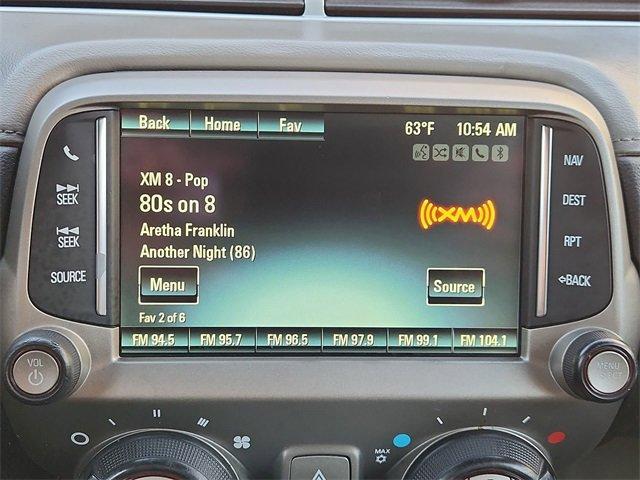 Back Home Fav 63°F 10:54 AM
XM 8 - Pop
80s on 8
Aretha Franklin
Another Night (86)
XM
Menu Source
Fav 2 of 6
FM 94.5 FM 95.7 FM 96.5 FM 97.9 FM 99.1 FM 104.1
SEEK
SEEK
SOURCE
NAV
DEST
RPT
BACK
VOL
MENU
SELECT
MAX